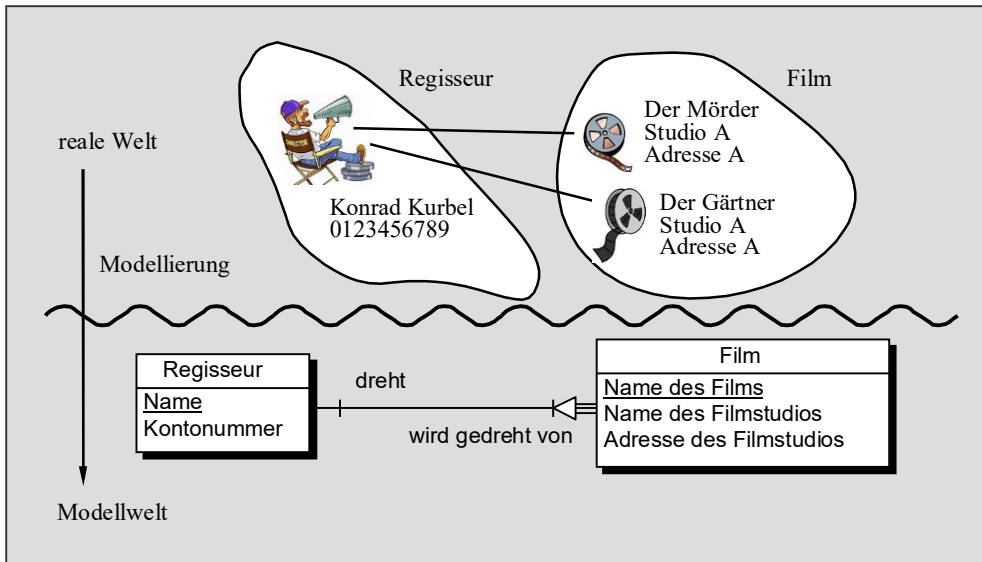 Regisseur
Film
Der Mörder
Studio A
Adresse A
reale Welt
Der Gärtner
Studio A
Adresse A
Konrad Kurbel
0123456789
Modellierung
Regisseur
Name
Kontonummer
dreht
wird gedreht von
Film
Name des Films
Name des Filmstudios
Adresse des Filmstudios
Modellwelt